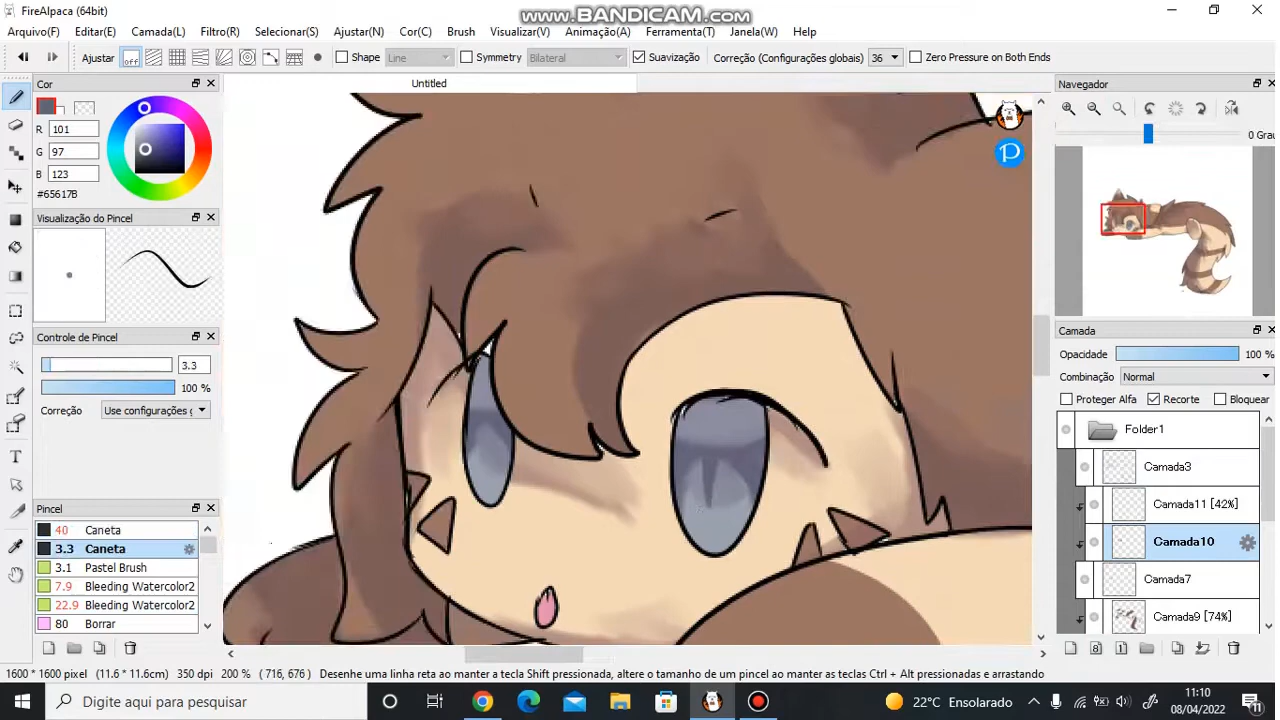 FireAlpaca (64bit)
www.BANDICAM.com
Arquivo(F) Editar(E) Camada(L) Filtro(R) Selecionar(S) Ajustar(N) Cor(C) Brush Visualizar(B) Animação(A) Ferramenta(T) Janela(W) Help
Ajustar off Shape Line Symmetry Bilateral Suavização Correção (Configurações globais) 36 Zero Pressure on Both Ends
Cor
Untitled
Navegador
R 101
G 97
B 123
#65617B
0 Grau
Visualização do Pincel
Controle de Pincel
3.3
100 %
Correção Use configurações g
Pincel
40 Caneta
3.3 Caneta
3.1 Pastel Brush
7.9 Bleeding Watercolor2
22.9 Bleeding Watercolor2
80 Borrar
Camada
Opacidade 100 %
Combinação Normal
Proteger Alfa Recorte Bloquear
Folder1
Camada3
Camada11 [42%]
Camada10
Camada7
Camada9 [74%]
1600 * 1600 pixel (11.6 * 11.6cm) 350 dpi 200 % (716, 676) Desenhe uma linha reta ao manter a tecla Shift pressionada, altere o tamanho de um pincel ao manter as teclas Ctrl + Alt pressionadas e arrastando
Digite aqui para pesquisar
22°C Ensolarado
11:10
08/04/2022